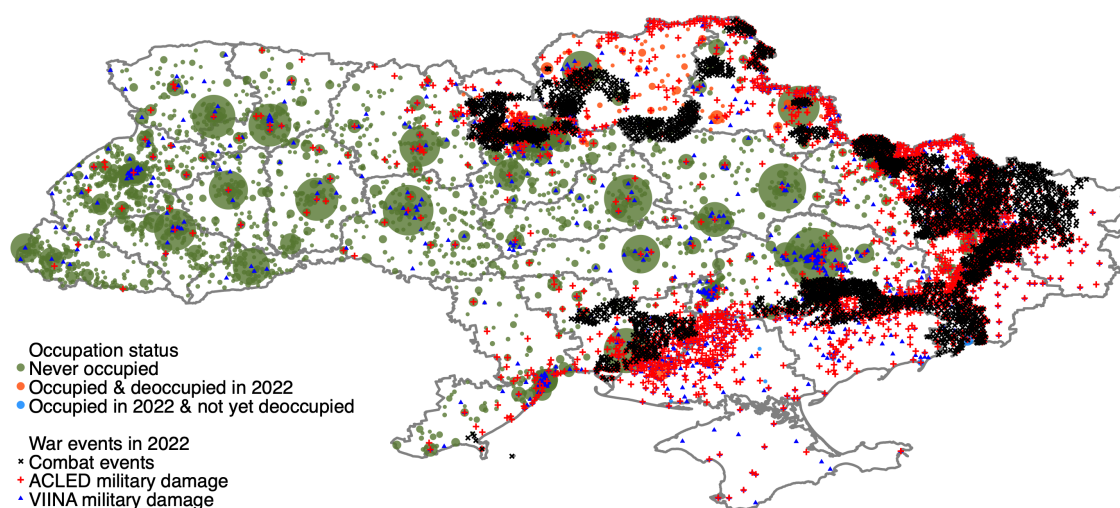 Occupation status
Never occupied
Occupied & deoccupied in 2022
Occupied in 2022 & not yet deoccupied
War events in 2022
Combat events
ACLED military damage
VIINA military damage